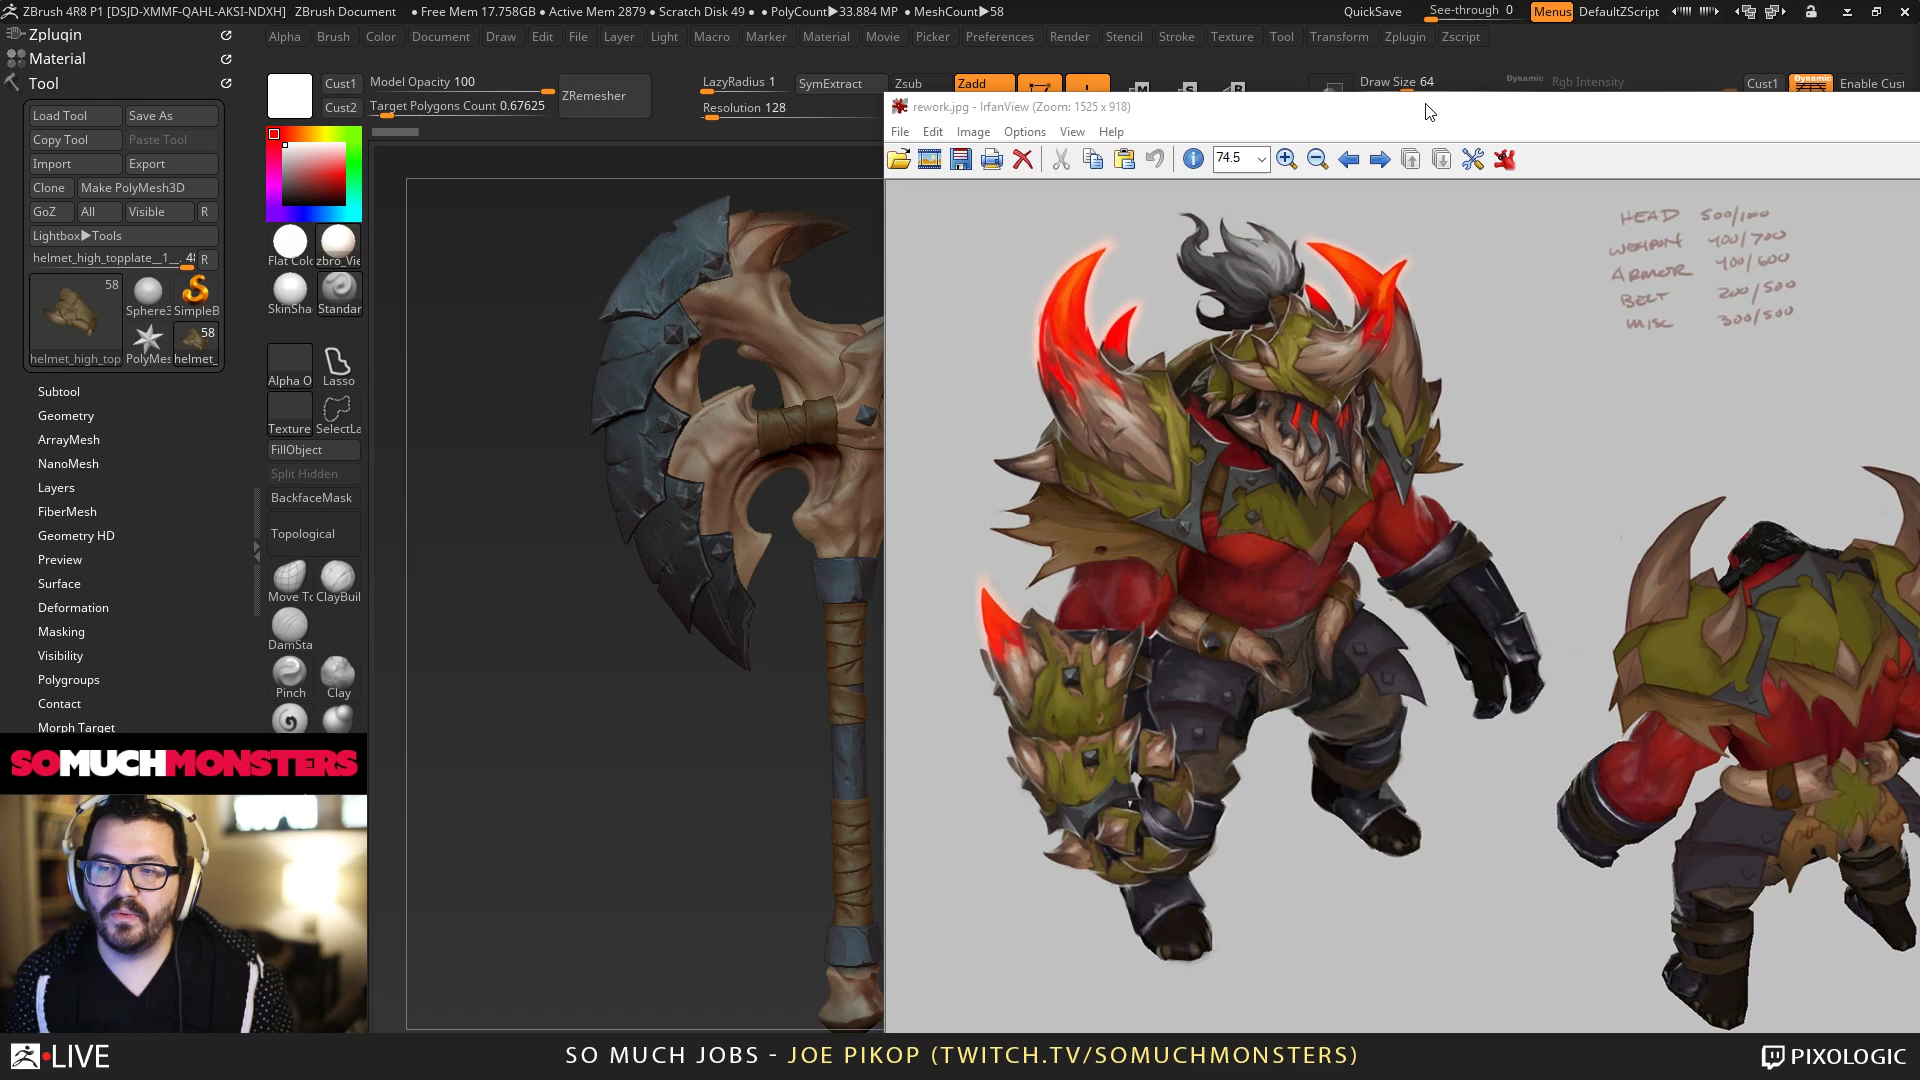 ZBrush 4R8 P1 [DSJD-XMMF-QAHL-AKSI-NDXH] ZBrush Document • Free Mem 17.758GB • Active Mem 2879 • Scratch Disk 49 • • PolyCount▶33.884 MP • MeshCount▶58 QuickSave See-through 0 Menus DefaultZScript
Zplugin
Material
Tool
Alpha Brush Color Document Draw Edit File Layer Light Macro Marker Material Movie Picker Preferences Render Stencil Stroke Texture Tool Transform Zplugin Zscript
Cust1 Model Opacity 100
Cust2 Target Polygons Count 0.67625
ZRemesher
LazyRadius 1 SymExtract Zsub Zadd
Resolution 128
M S R
Draw Size 64 Dynamic Rgb Intensity Cust1 Dynamic Enable Cust
Load Tool Save As
Copy Tool Paste Tool
Import Export
Clone Make PolyMesh3D
GoZ All Visible R
Lightbox▶Tools
helmet_high_topplate__1__. 48 R
58
Sphere3 SimpleB
58
helmet_high_top PolyMes helmet_
Subtool
Geometry
ArrayMesh
NanoMesh
Layers
FiberMesh
Geometry HD
Preview
Surface
Deformation
Masking
Visibility
Polygroups
Contact
Morph Target
Flat Colo zbro_Vie
SkinSha Standar
Alpha O Lasso
Texture SelectLa
FillObject
Split Hidden
BackfaceMask
Topological
Move To ClayBuil
DamSta
Pinch Clay
rework.jpg - IrfanView (Zoom: 1525 x 918)
File Edit Image Options View Help
74.5
HEAD 500/1000
WEAPON 400/700
ARMOR 400/600
BELT 200/500
MISC 300/500
SOMUCHMONSTERS
LIVE
SO MUCH JOBS - JOE PIKOP (TWITCH.TV/SOMUCHMONSTERS)
PIXOLOGIC